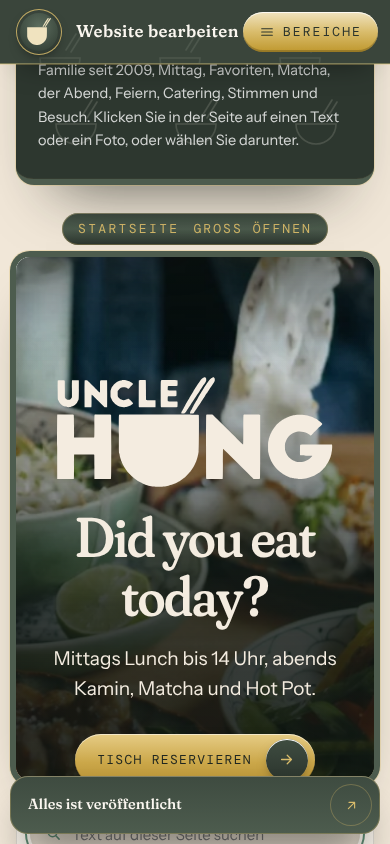 Website bearbeiten
BEREICHE
Familie seit 2009, Mittag, Favoriten, Matcha,
der Abend, Feiern, Catering, Stimmen und
Besuch. Klicken Sie in der Seite auf einen Text
oder ein Foto, oder wählen Sie darunter.
STARTSEITE GROSS ÖFFNEN
UNCLE
HUNG
Did you eat
today?
Mittags Lunch bis 14 Uhr, abends
Kamin, Matcha und Hot Pot.
TISCH RESERVIEREN
Alles ist veröffentlicht
Text auf dieser Seite suchen